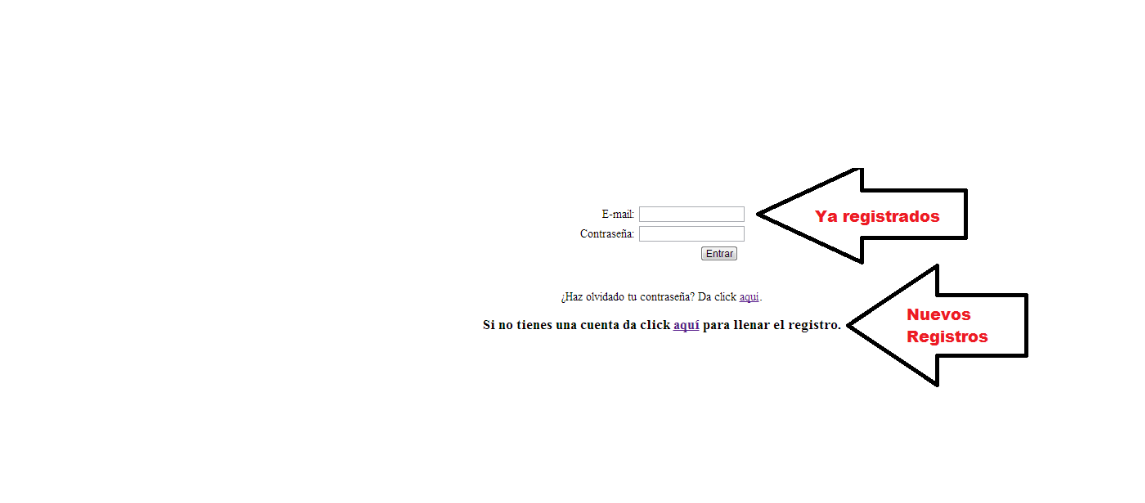 E-mail:
Ya registrados
Contraseña:
Entrar
¿Haz olvidado tu contraseña? Da click aqui.
Si no tienes una cuenta da click aquí para llenar el registro.
Nuevos
Registros